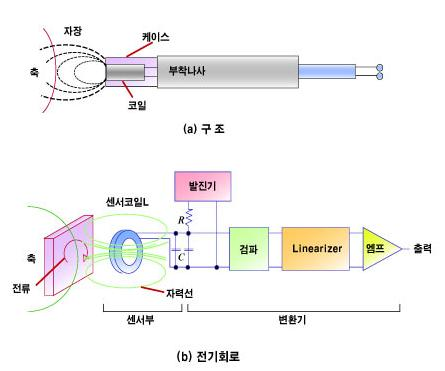 자장
케이스
축
부착나사
코일
(a) 구 조
발진기
센서코일L
R
C
검파
Linearizer
엠프
출력
축
전류
자력선
센서부
변환기
(b) 전기회로